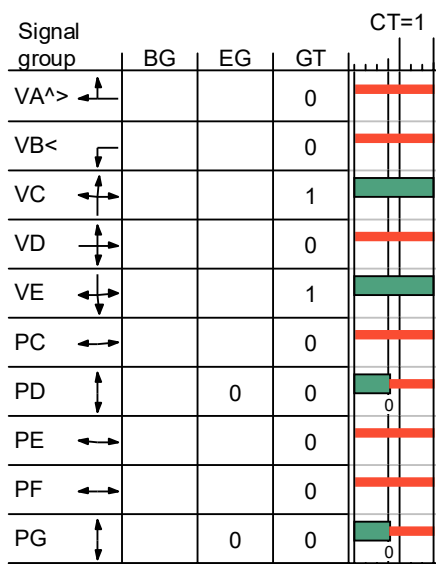 CT=1
Signal
group BG EG GT
VA^> 0
VB< 0
VC 1
VD 0
VE 1
PC 0
PD 0 0
0
PE 0
PF 0
PG 0 0
0